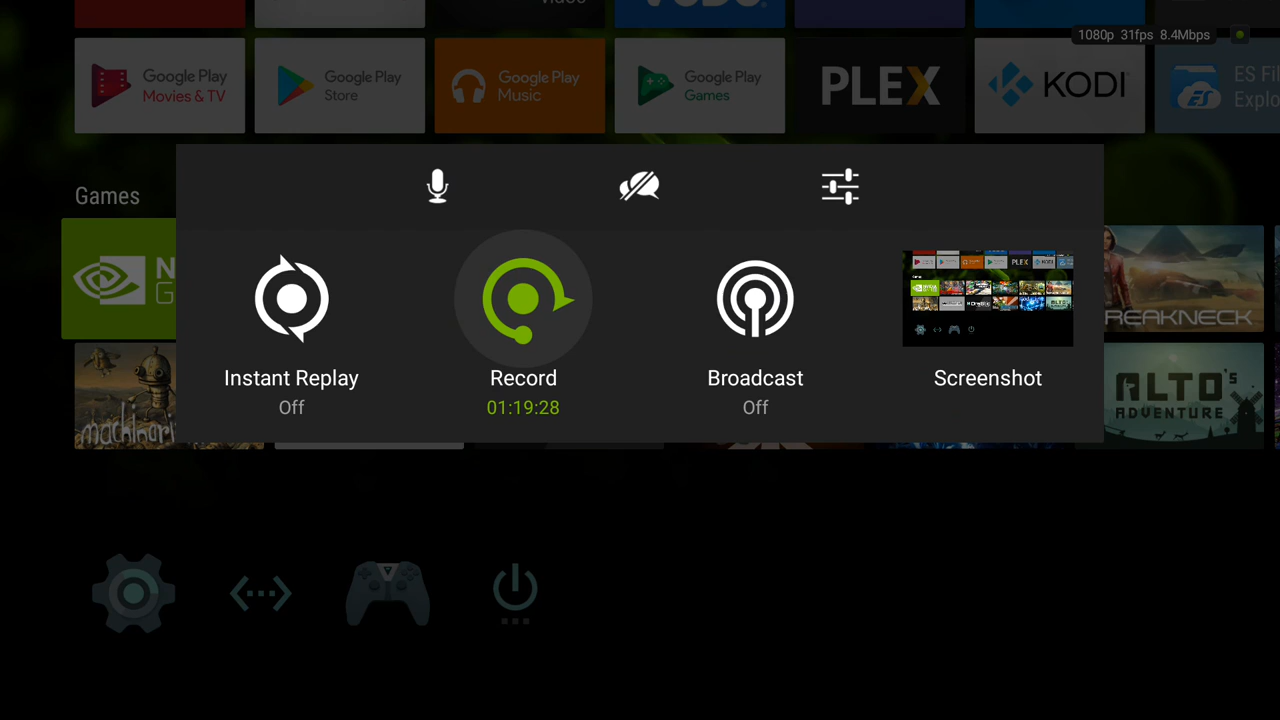 1080p 31fps 8.4Mbps
Google Play
Movies & TV
Google Play
Store
Google Play
Music
Google Play
Games
PLEX
KODI
ES Fil
Explo
Games
N
G
REAKNECK
machinari
ALTO's
ADVENTURE
Instant Replay
Off
Record
01:19:28
Broadcast
Off
Screenshot